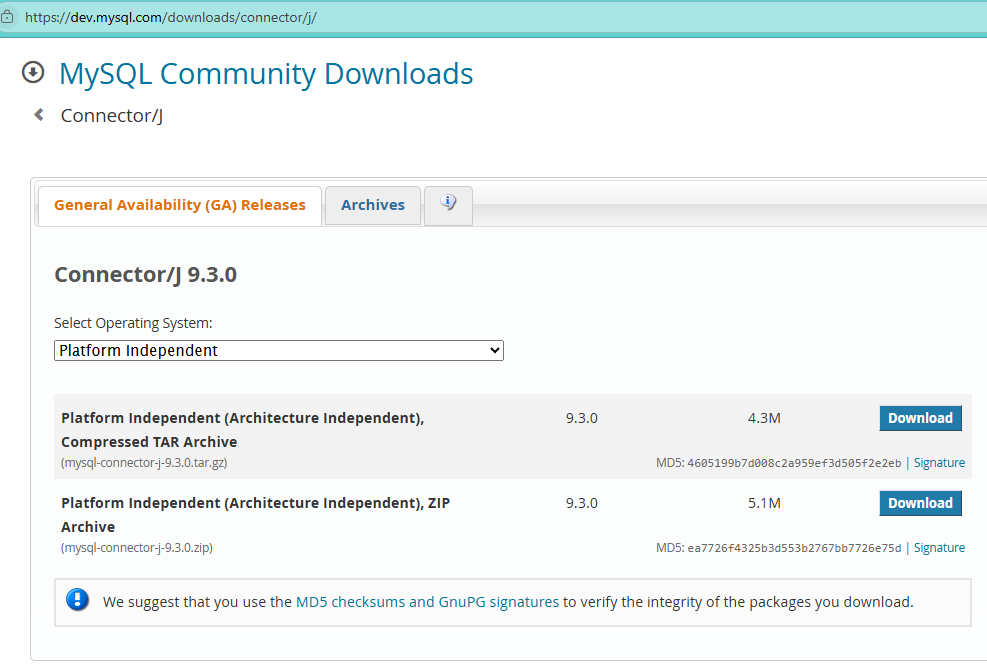 https://dev.mysql.com/downloads/connector/j/
MySQL Community Downloads
Connector/J
General Availability (GA) Releases
Archives
Connector/J 9.3.0
Select Operating System:
Platform Independent
Platform Independent (Architecture Independent),
Compressed TAR Archive
9.3.0
4.3M
Download
(mysql-connector-j-9.3.0.tar.gz)
MD5: 4605199b7d008c2a959ef3d505f2e2eb | Signature
Platform Independent (Architecture Independent), ZIP
Archive
9.3.0
5.1M
Download
(mysql-connector-j-9.3.0.zip)
MD5: ea7726f4325b3d553b2767bb7726e75d | Signature
We suggest that you use the MD5 checksums and GnuPG signatures to verify the integrity of the packages you download.